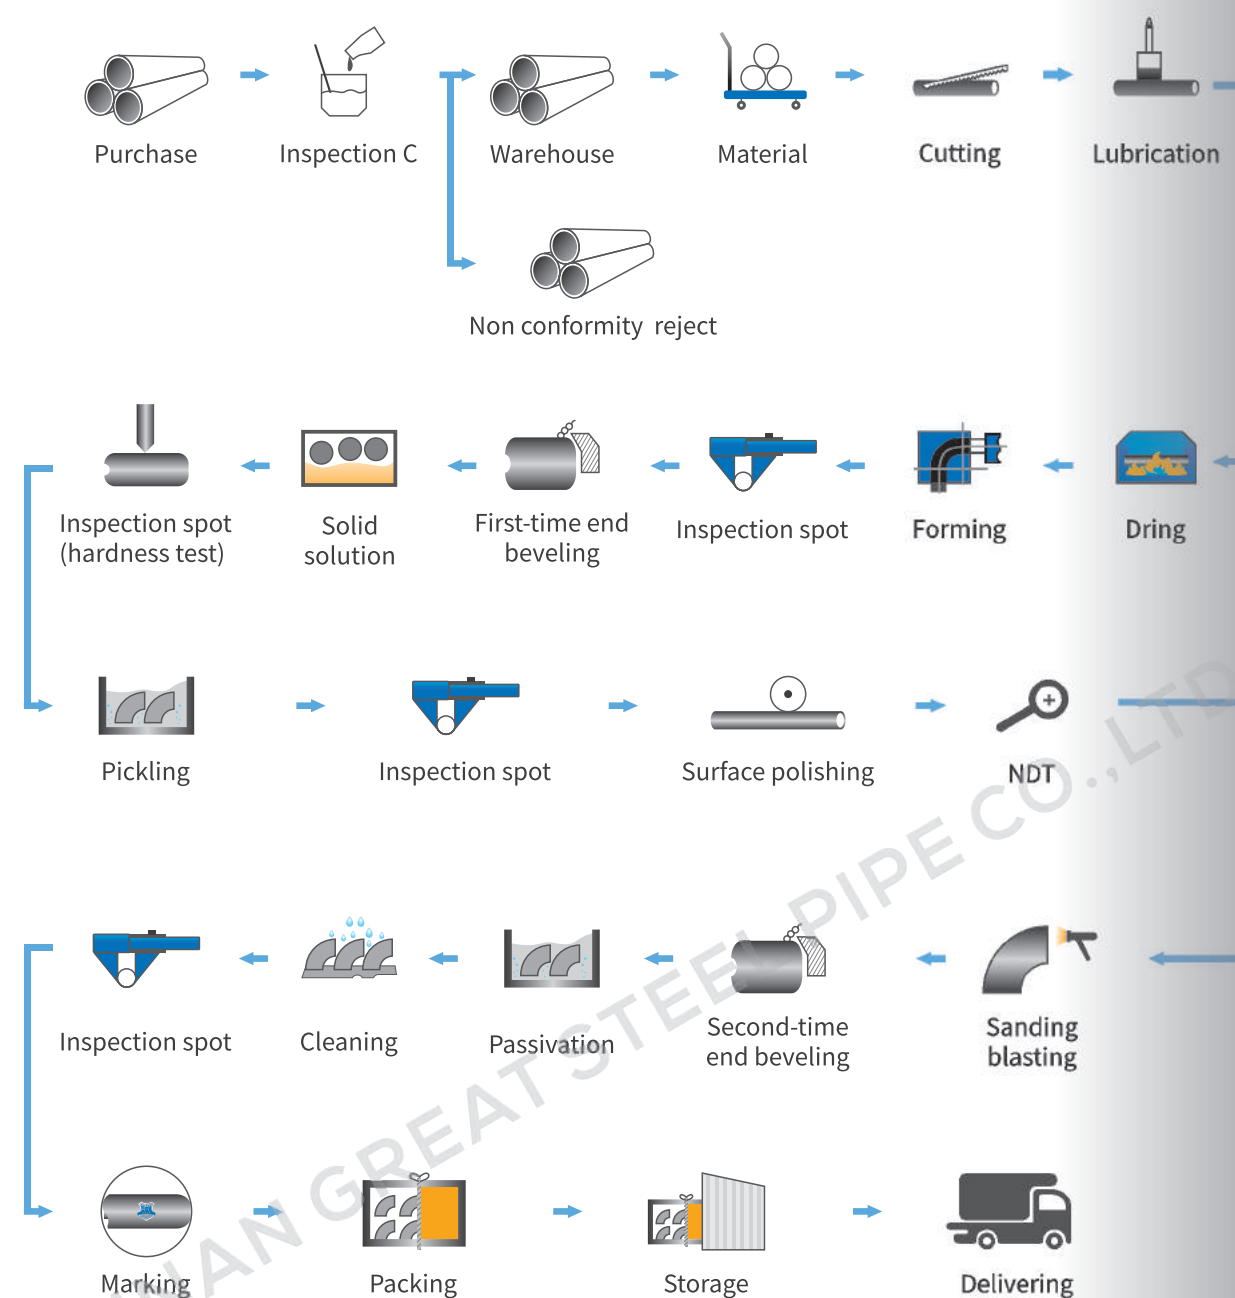 Purchase
Inspection C
Warehouse
Material
Cutting
Lubrication
Non conformity reject
Inspection spot
(hardness test)
Solid
solution
First-time end
beveling
Inspection spot
Forming
Dring
Pickling
Inspection spot
Surface polishing
NDT
Inspection spot
Cleaning
Passivation
Second-time
end beveling
Sanding
blasting
Marking
Packing
Storage
Delivering
NAN GREAT STEEL PIPE CO.,LTD